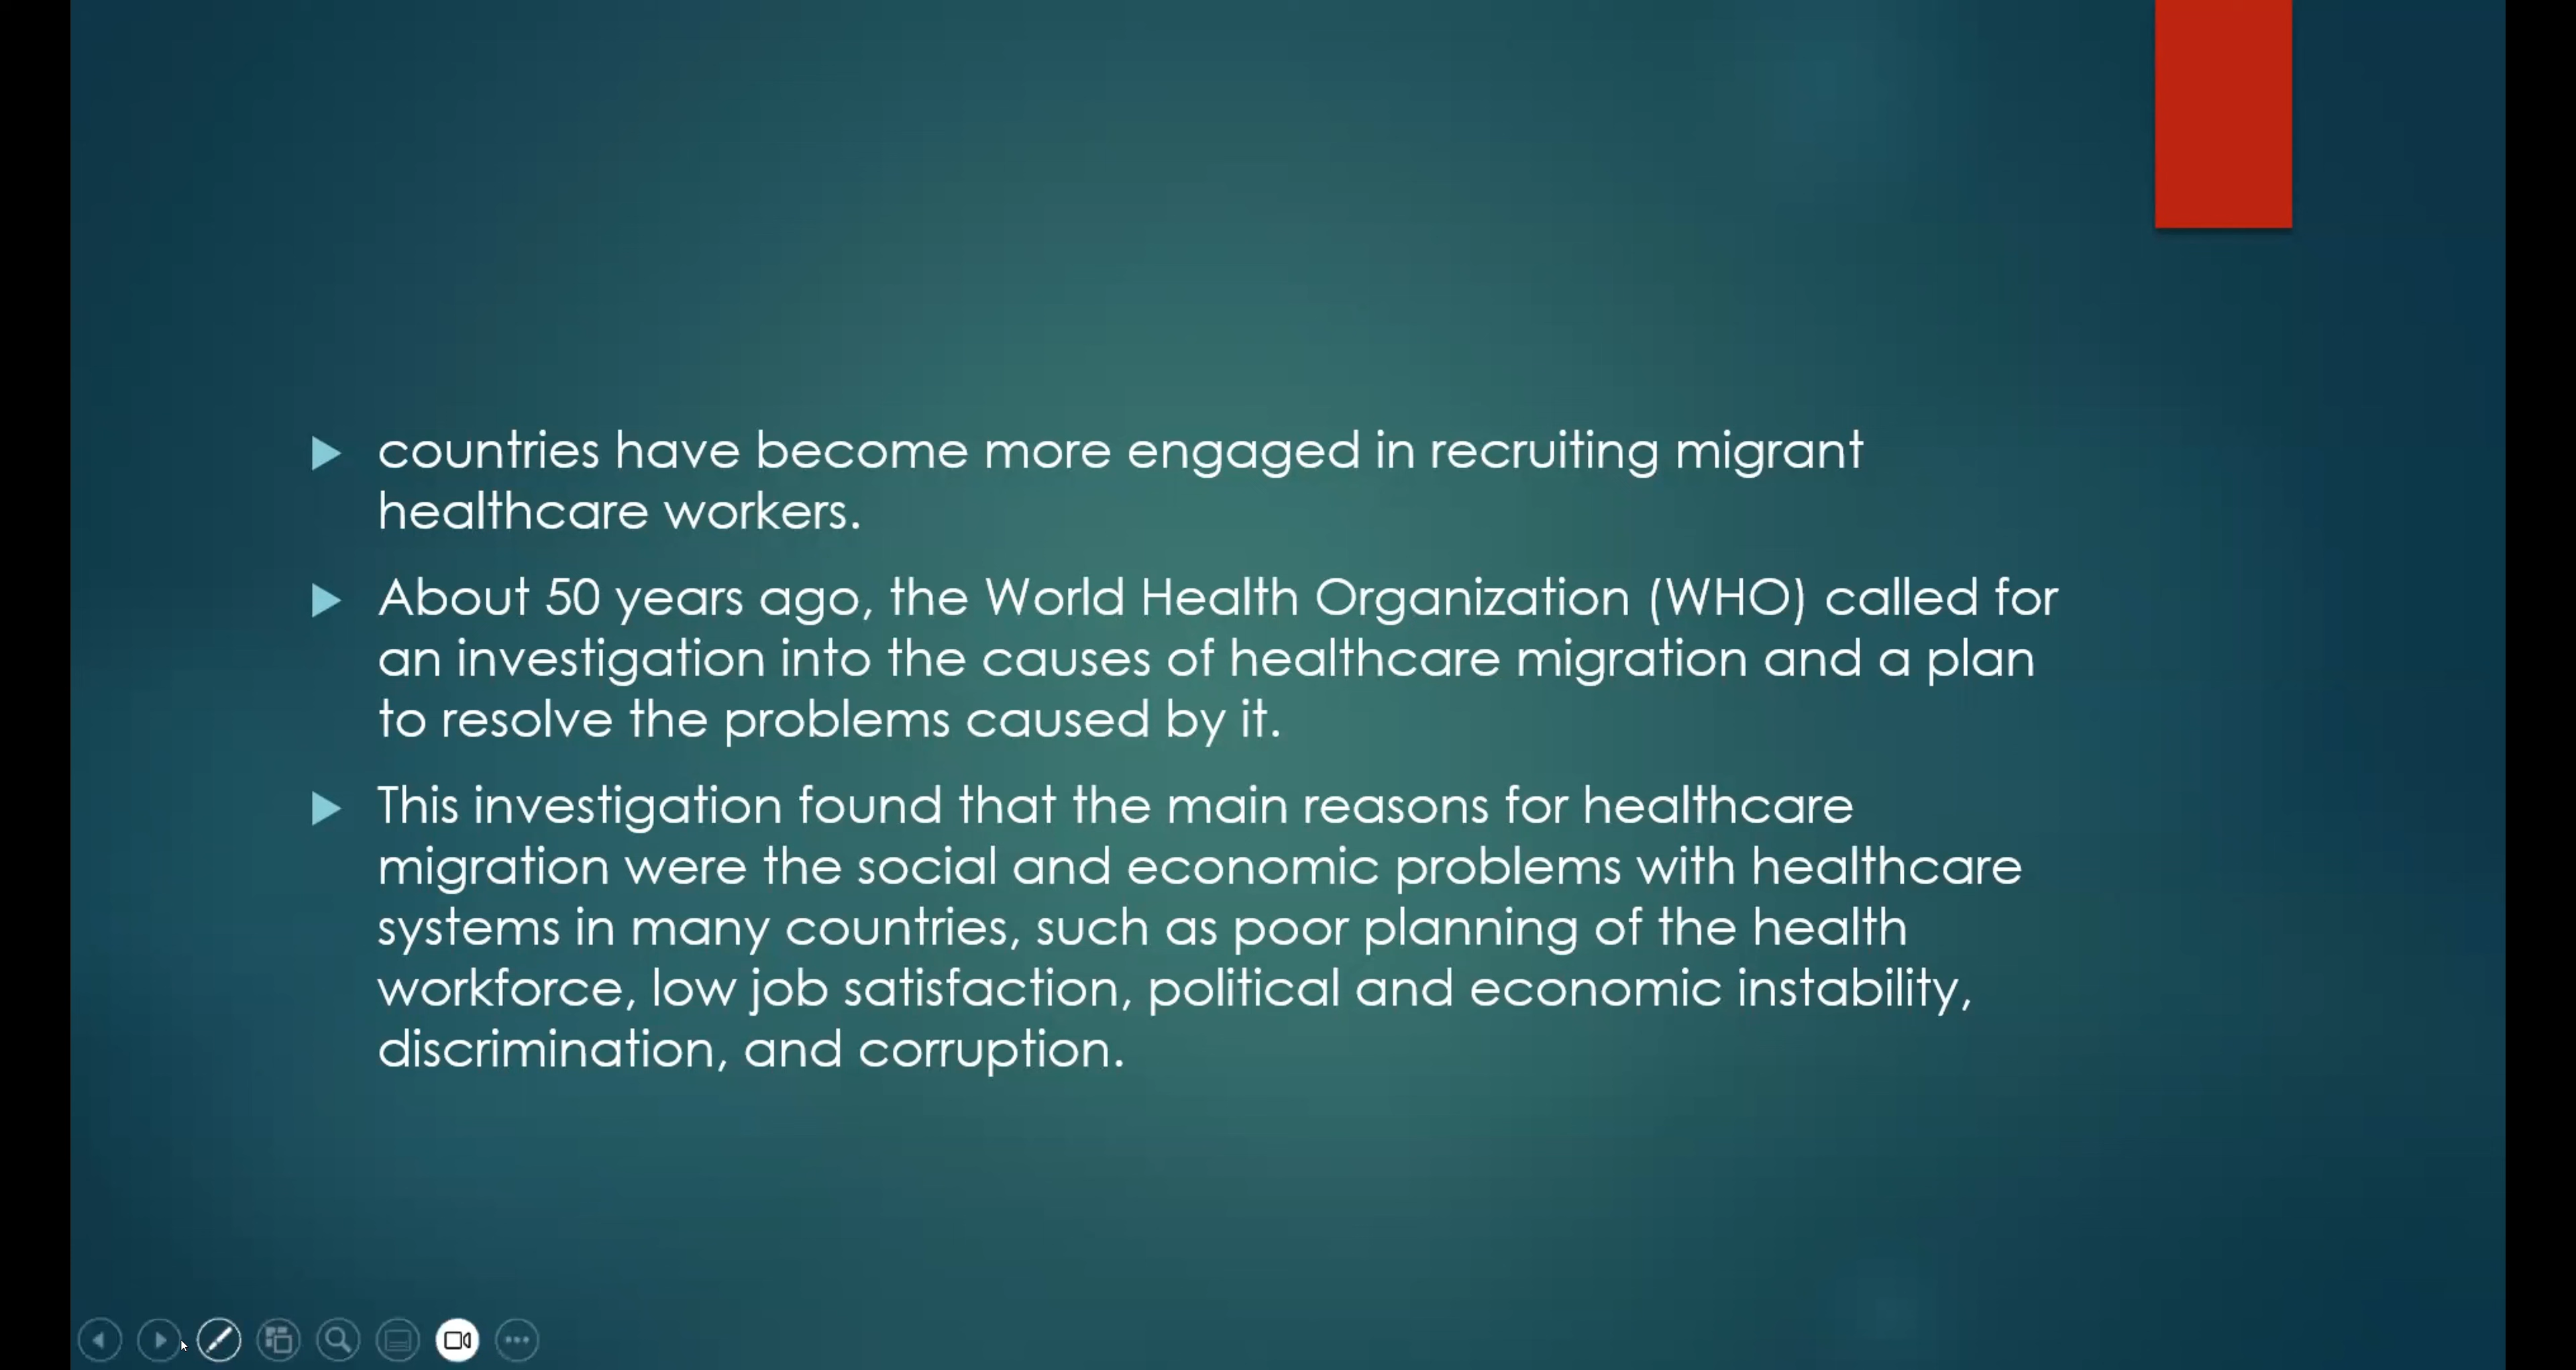 countries have become more engaged in recruiting migrant
healthcare workers.
About 50 years ago, the World Health Organization (WHO) called for
an investigation into the causes of healthcare migration and a plan
to resolve the problems caused by it.
This investigation found that the main reasons for healthcare
migration were the social and economic problems with healthcare
systems in many countries, such as poor planning of the health
workforce, low job satisfaction, political and economic instability,
discrimination, and corruption.